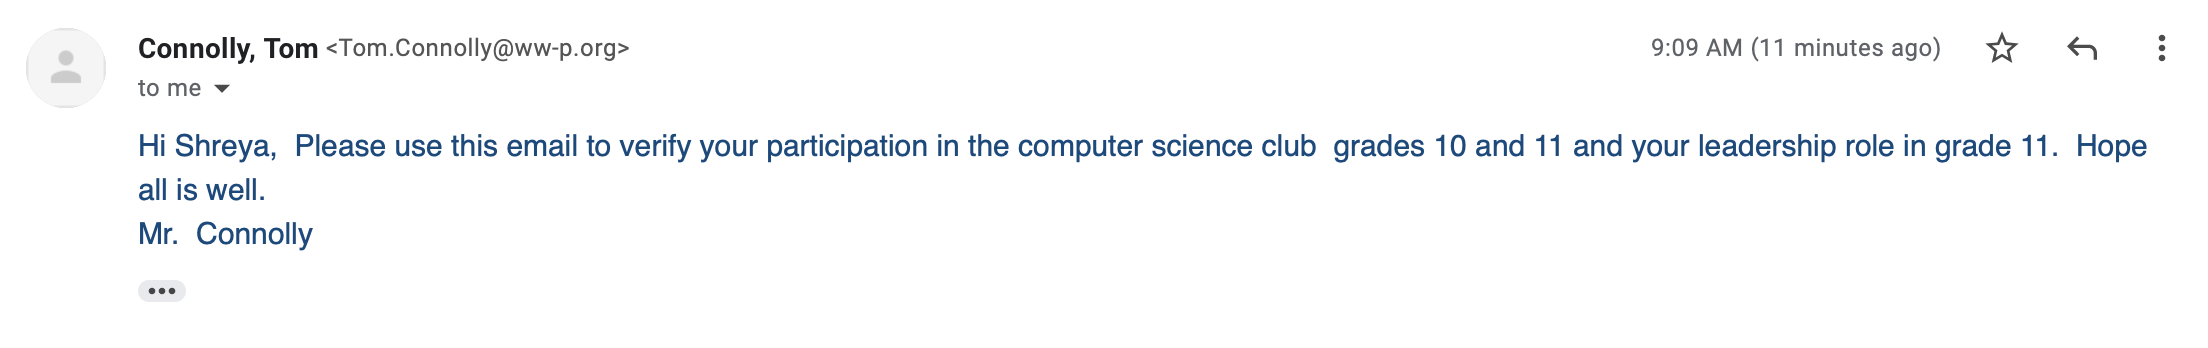 Connolly, Tom <Tom.Connolly@ww-p.org> 9:09 AM (11 minutes ago)
to me
Hi Shreya,  Please use this email to verify your participation in the computer science club  grades 10 and 11 and your leadership role in grade 11.  Hope
all is well.
Mr.  Connolly